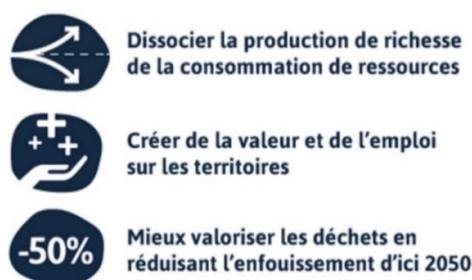 Dissocier la production de richesse
de la consommation de ressources
Créer de la valeur et de l'emploi
sur les territoires
-50%
Mieux valoriser les déchets en
réduisant l'enfouissement d'ici 2050